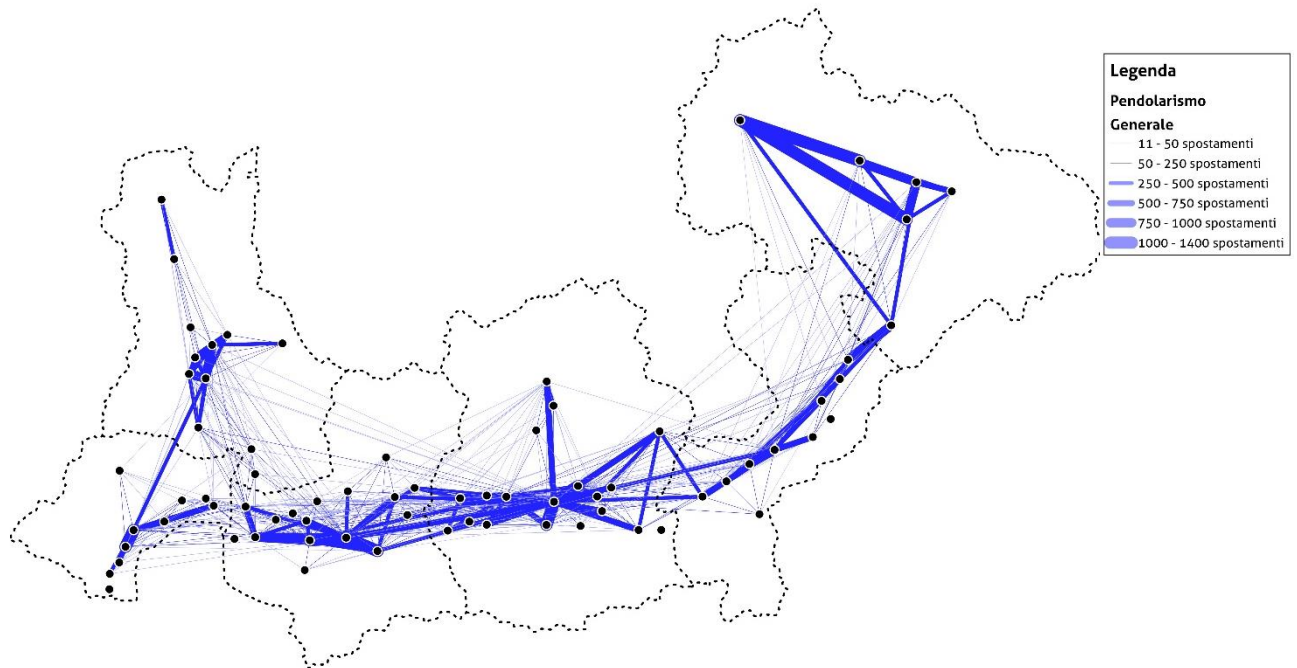 Legenda
Pendolarismo
Generale
11 - 50 spostamenti
50 - 250 spostamenti
250 - 500 spostamenti
500 - 750 spostamenti
750 - 1000 spostamenti
1000 - 1400 spostamenti